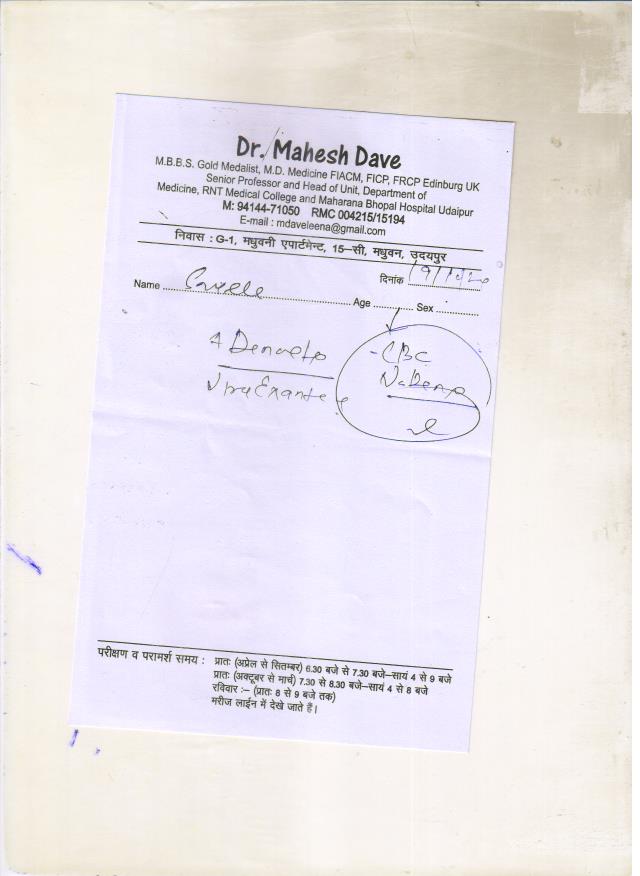 Dr. Mahesh Dave
M.B.B.S. Gold Medalist, M.D. Medicine FIACM, FICP, FRCP Edinburg UK
Senior Professor and Head of Unit, Department of
Medicine, RNT Medical College and Maharana Bhopal Hospital Udaipur
M: 94144-71050 RMC 004215/15194
E-mail : mdaveleena@gmail.com
निवास : G-1, मधुवनी एपार्टमेन्ट, 15–सी, मधुवन, उदयपुर
दिनांक
Name Age Sex
CBC
परीक्षण व परामर्श समय : प्रातः (अप्रेल से सितम्बर) 6.30 बजे से 7.30 बजे–सायं 4 से 9 बजे
प्रातः (अक्टूबर से मार्च) 7.30 से 8.30 बजे–सायं 4 से 8 बजे
रविवार :– (प्रातः 8 से 9 बजे तक)
मरीज लाईन में देखे जाते हैं।